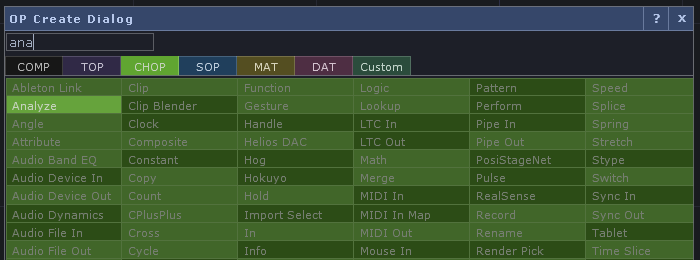 OP Create Dialog ? x
ana
COMP TOP CHOP SOP MAT DAT Custom
Ableton Link Clip Function Logic Pattern Speed
Analyze Clip Blender Gesture Lookup Perform Splice
Angle Clock Handle LTC In Pipe In Spring
Attribute Composite Helios DAC LTC Out Pipe Out Stretch
Audio Band EQ Constant Hog Math PosiStageNet Stype
Audio Device In Copy Hokuyo Merge Pulse Switch
Audio Device Out Count Hold MIDI In RealSense Sync In
Audio Dynamics CPlusPlus Import Select MIDI In Map Record Sync Out
Audio File In Cross In MIDI Out Rename Tablet
Audio File Out Cycle Info Mouse In Render Pick Time Slice